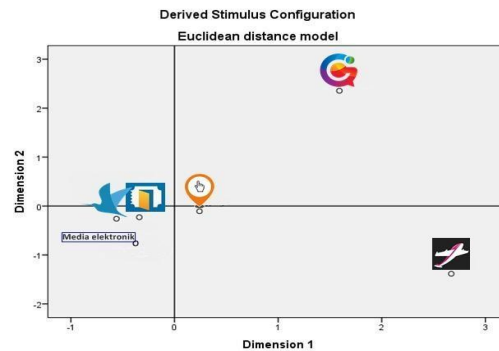 Derived Stimulus Configuration
Euclidean distance model
Dimension 2
3
2
1
0
-1
-2
Media elektronik
-1
0
1
2
3
Dimension 1